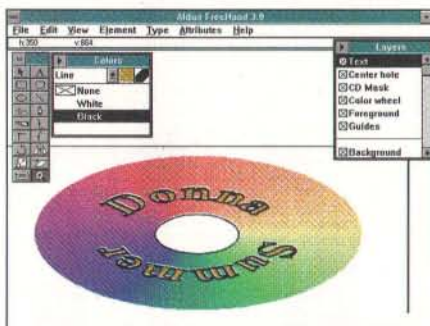 Aldus FreeHand 3.0
File Edit View Element Type Attributes Help
h:350 v:664
Colors
Line
None
White
Black
Layers
Text
Center hole
CD Mask
Color wheel
Foreground
Guides
Background
Donna
Summer